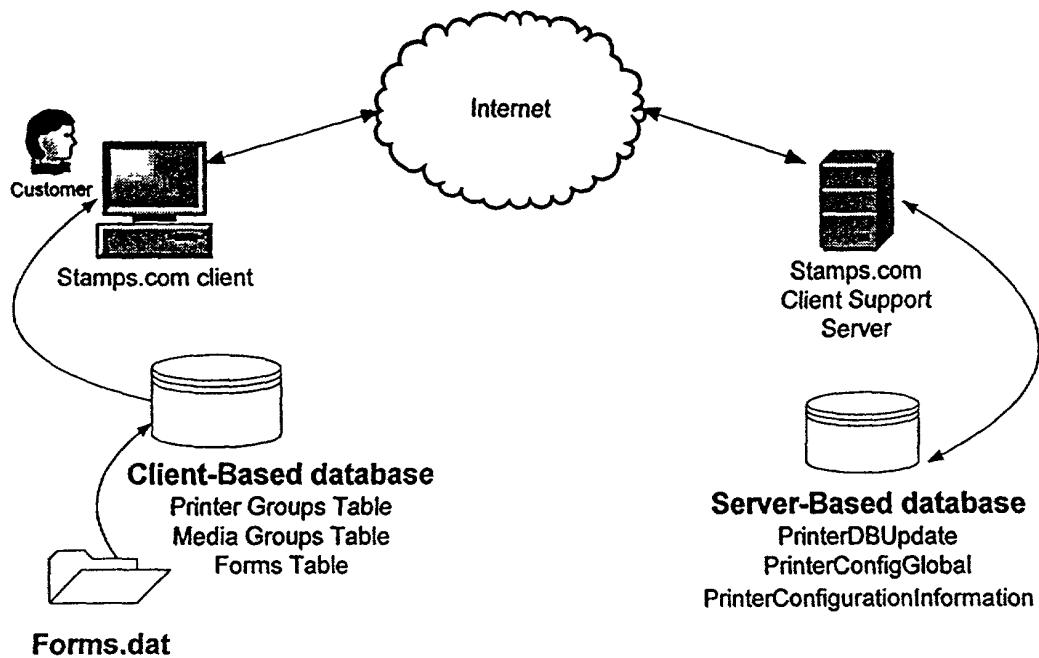 Internet
Customer
Stamps.com client
Stamps.com
Client Support
Server
Client-Based database
Printer Groups Table
Media Groups Table
Forms Table
Server-Based database
PrinterDBUpdate
PrinterConfigGlobal
PrinterConfigurationInformation
Forms.dat